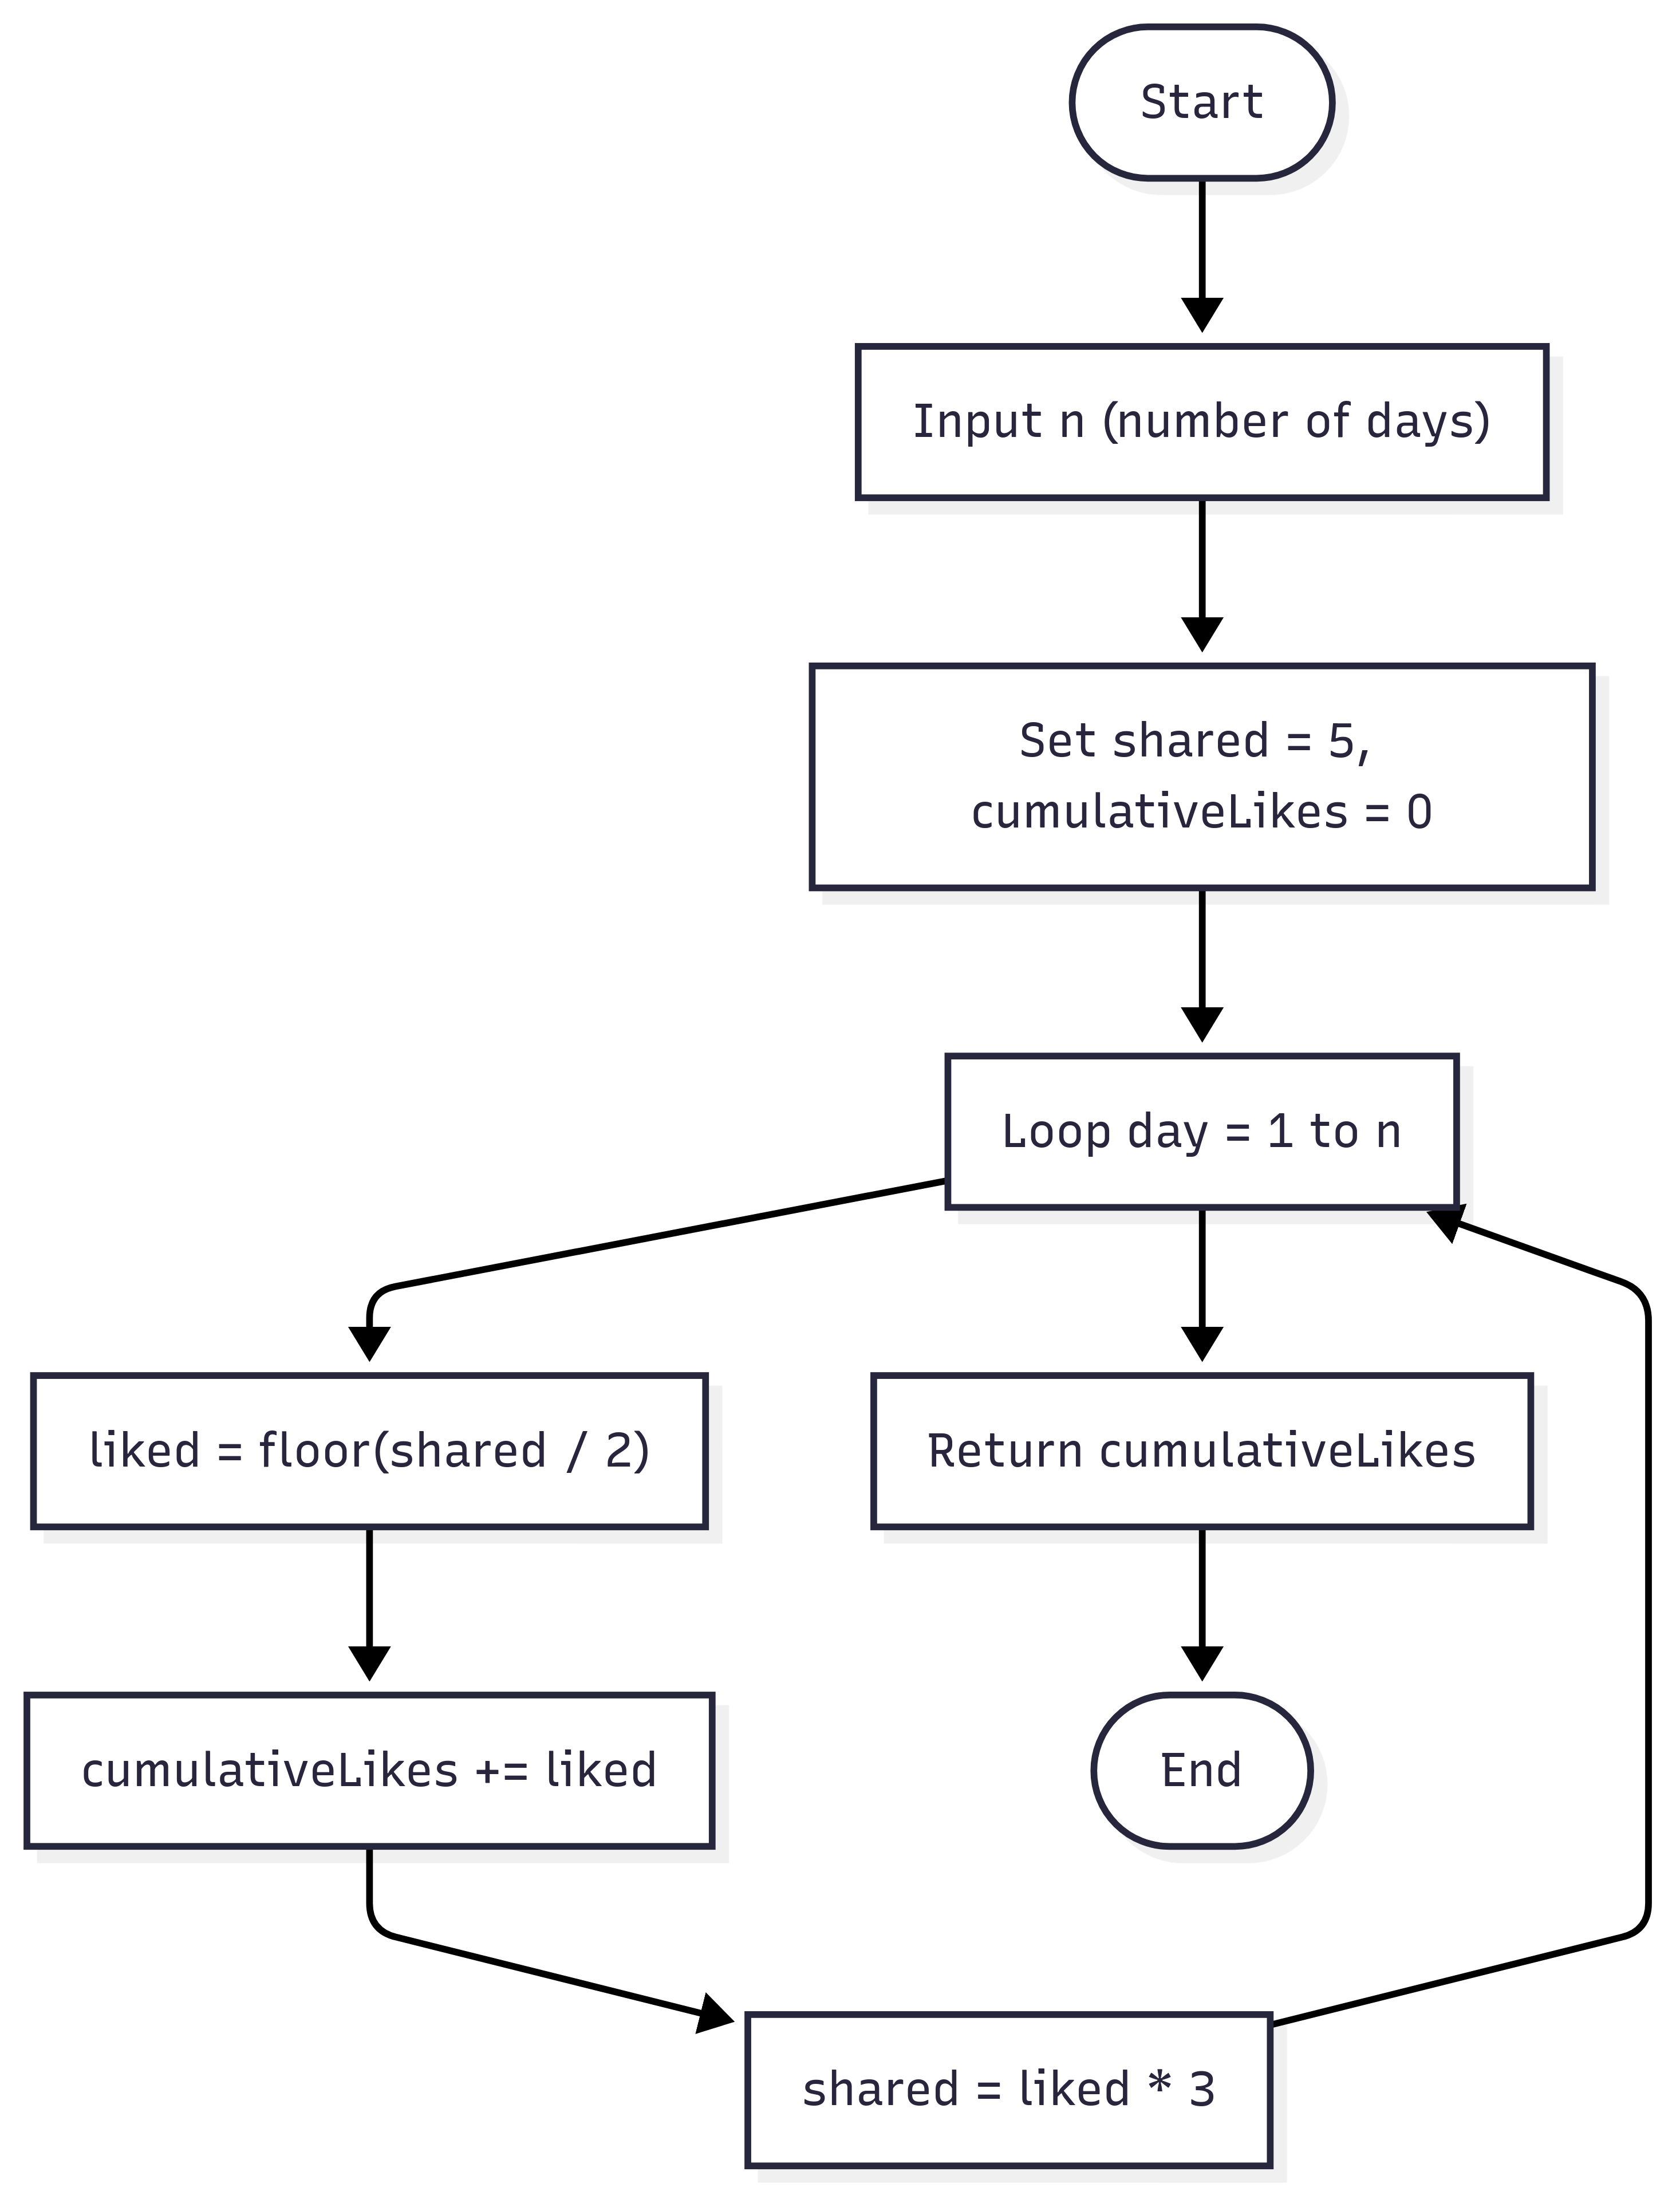 Start
Input n (number of days)
Set shared = 5,
cumulativeLikes = 0
Loop day = 1 to n
liked = floor(shared / 2)
Return cumulativeLikes
cumulativeLikes += liked
End
shared = liked * 3